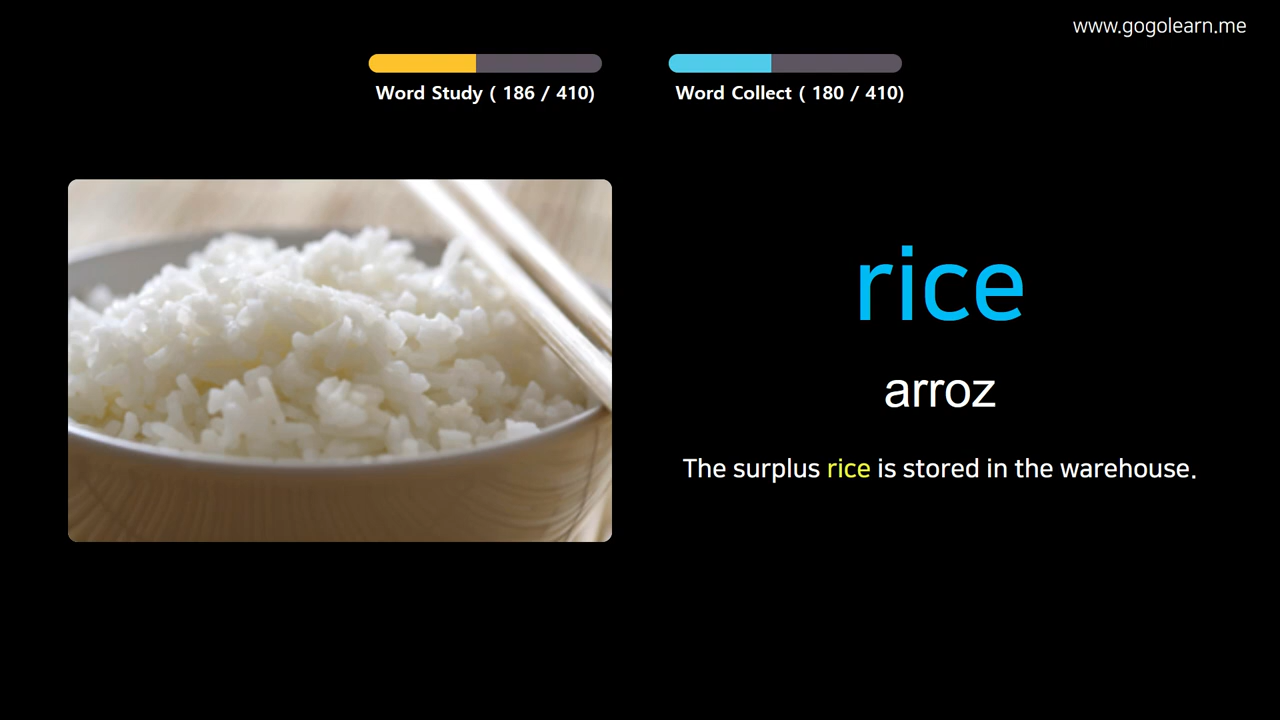 www.gogolearn.me
Word Study ( 186 / 410)
Word Collect ( 180 / 410)
rice
arroz
The surplus rice is stored in the warehouse.